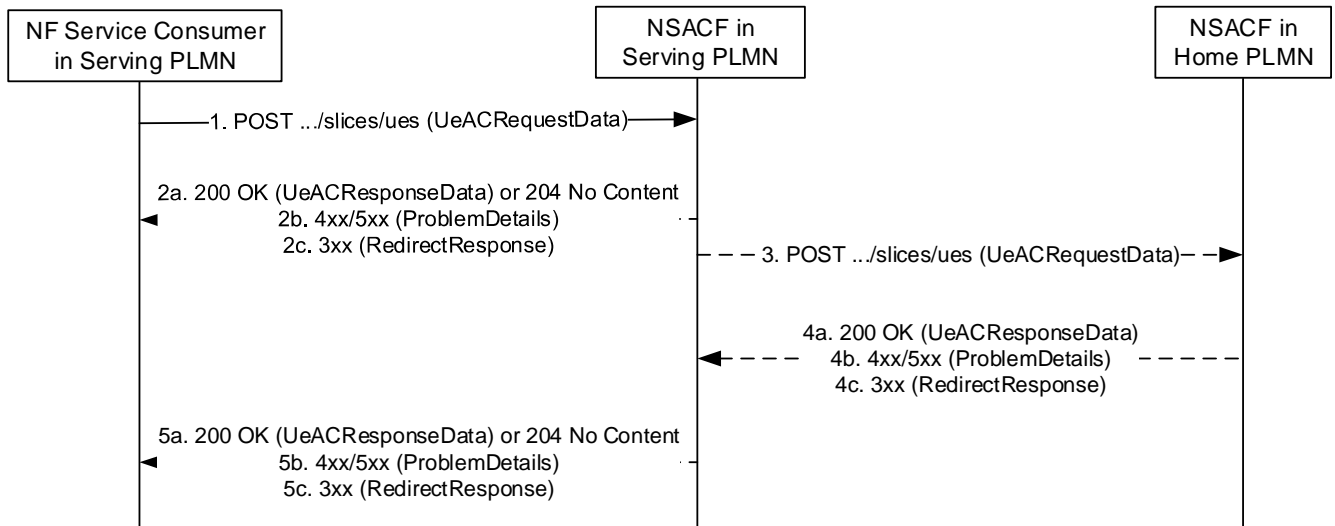 NF Service Consumer
in Serving PLMN
NSACF in
Serving PLMN
NSACF in
Home PLMN
1. POST .../slices/ues (UeACRequestData)
2a. 200 OK (UeACResponseData) or 204 No Content
2b. 4xx/5xx (ProblemDetails)
2c. 3xx (RedirectResponse)
3. POST .../slices/ues (UeACRequestData)
4a. 200 OK (UeACResponseData)
4b. 4xx/5xx (ProblemDetails)
4c. 3xx (RedirectResponse)
5a. 200 OK (UeACResponseData) or 204 No Content
5b. 4xx/5xx (ProblemDetails)
5c. 3xx (RedirectResponse)